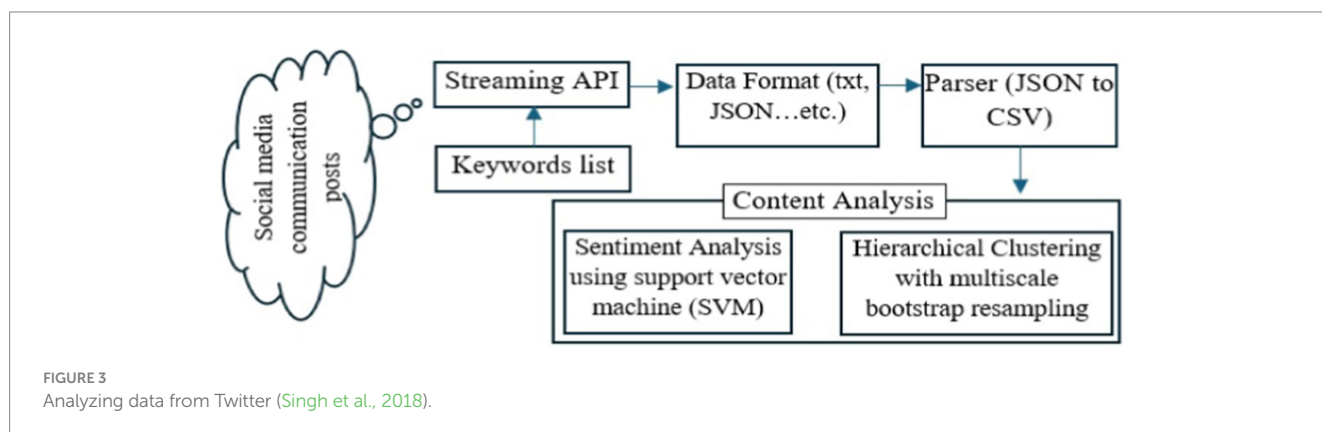 Social media
communication
posts
Streaming API
Keywords list
Data Format (txt,
JSON...etc.)
Parser (JSON to
CSV)
Content Analysis
Sentiment Analysis
using support vector
machine (SVM)
Hierarchical Clustering
with multiscale
bootstrap resampling
FIGURE 3
Analyzing data from Twitter (Singh et al., 2018).